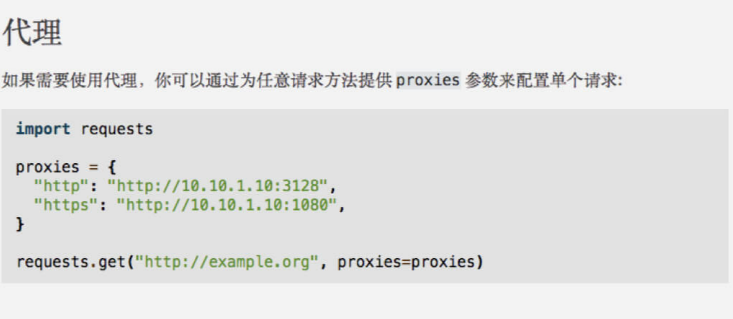 代理
如果需要使用代理，你可以通过为任意请求方法提供 proxies 参数来配置单个请求:
import requests
proxies = {
  "http": "http://10.10.1.10:3128",
  "https": "http://10.10.1.10:1080",
}
requests.get("http://example.org", proxies=proxies)